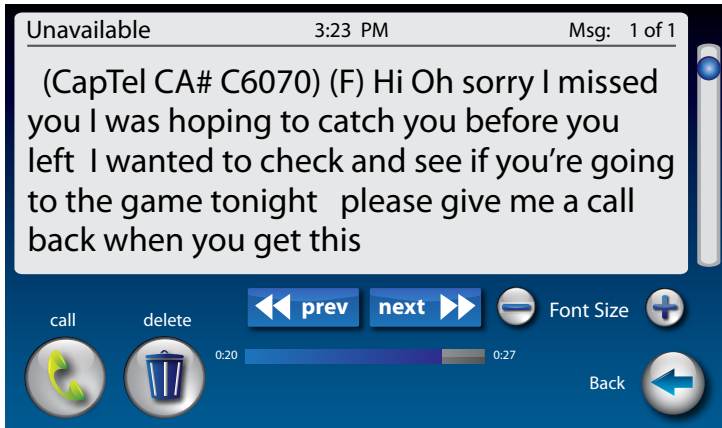 Unavailable 3:23 PM Msg: 1 of 1
(CapTel CA# C6070) (F) Hi Oh sorry I missed
you I was hoping to catch you before you
left I wanted to check and see if you’re going
to the game tonight please give me a call
back when you get this
prev next Font Size
call delete
0:20 0:27
Back